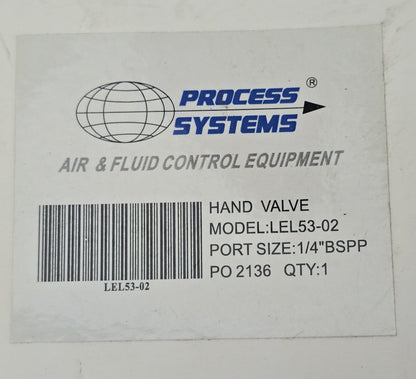 PROCESS ®
SYSTEMS
AIR & FLUID CONTROL EQUIPMENT
HAND VALVE
MODEL:LEL53-02
PORT SIZE:1/4"BSPP
PO 2136 QTY:1
LEL53-02